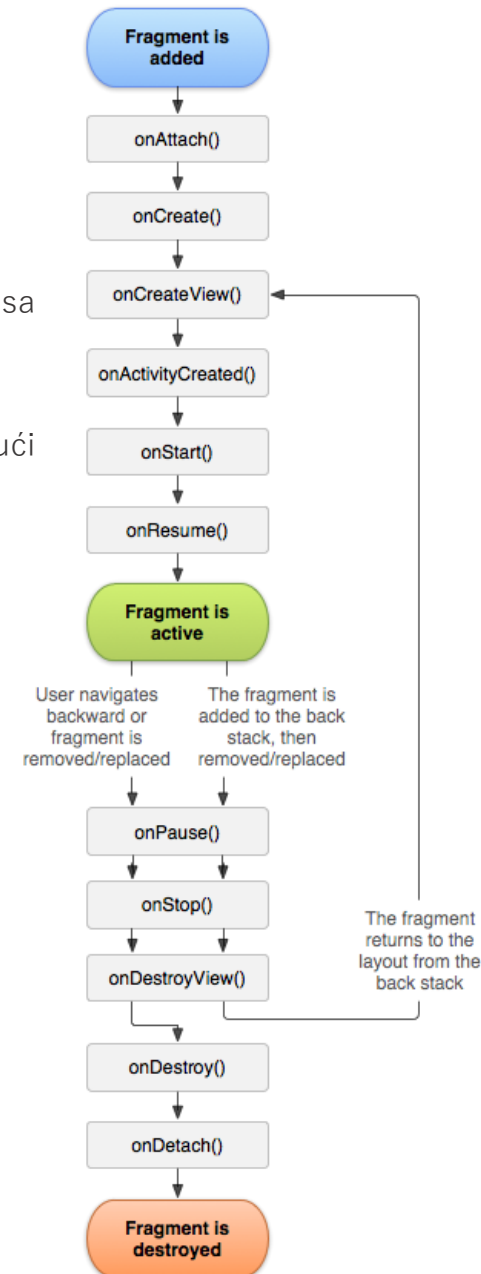 Fragment is
added
onAttach()
onCreate()
sa
onCreateView()
onActivityCreated()
ući
onStart()
onResume()
Fragment is
active
User navigates
backward or
fragment is
removed/replaced
The fragment is
added to the back
stack, then
removed/replaced
onPause()
onStop()
The fragment
returns to the
layout from the
back stack
onDestroyView()
onDestroy()
onDetach()
Fragment is
destroyed